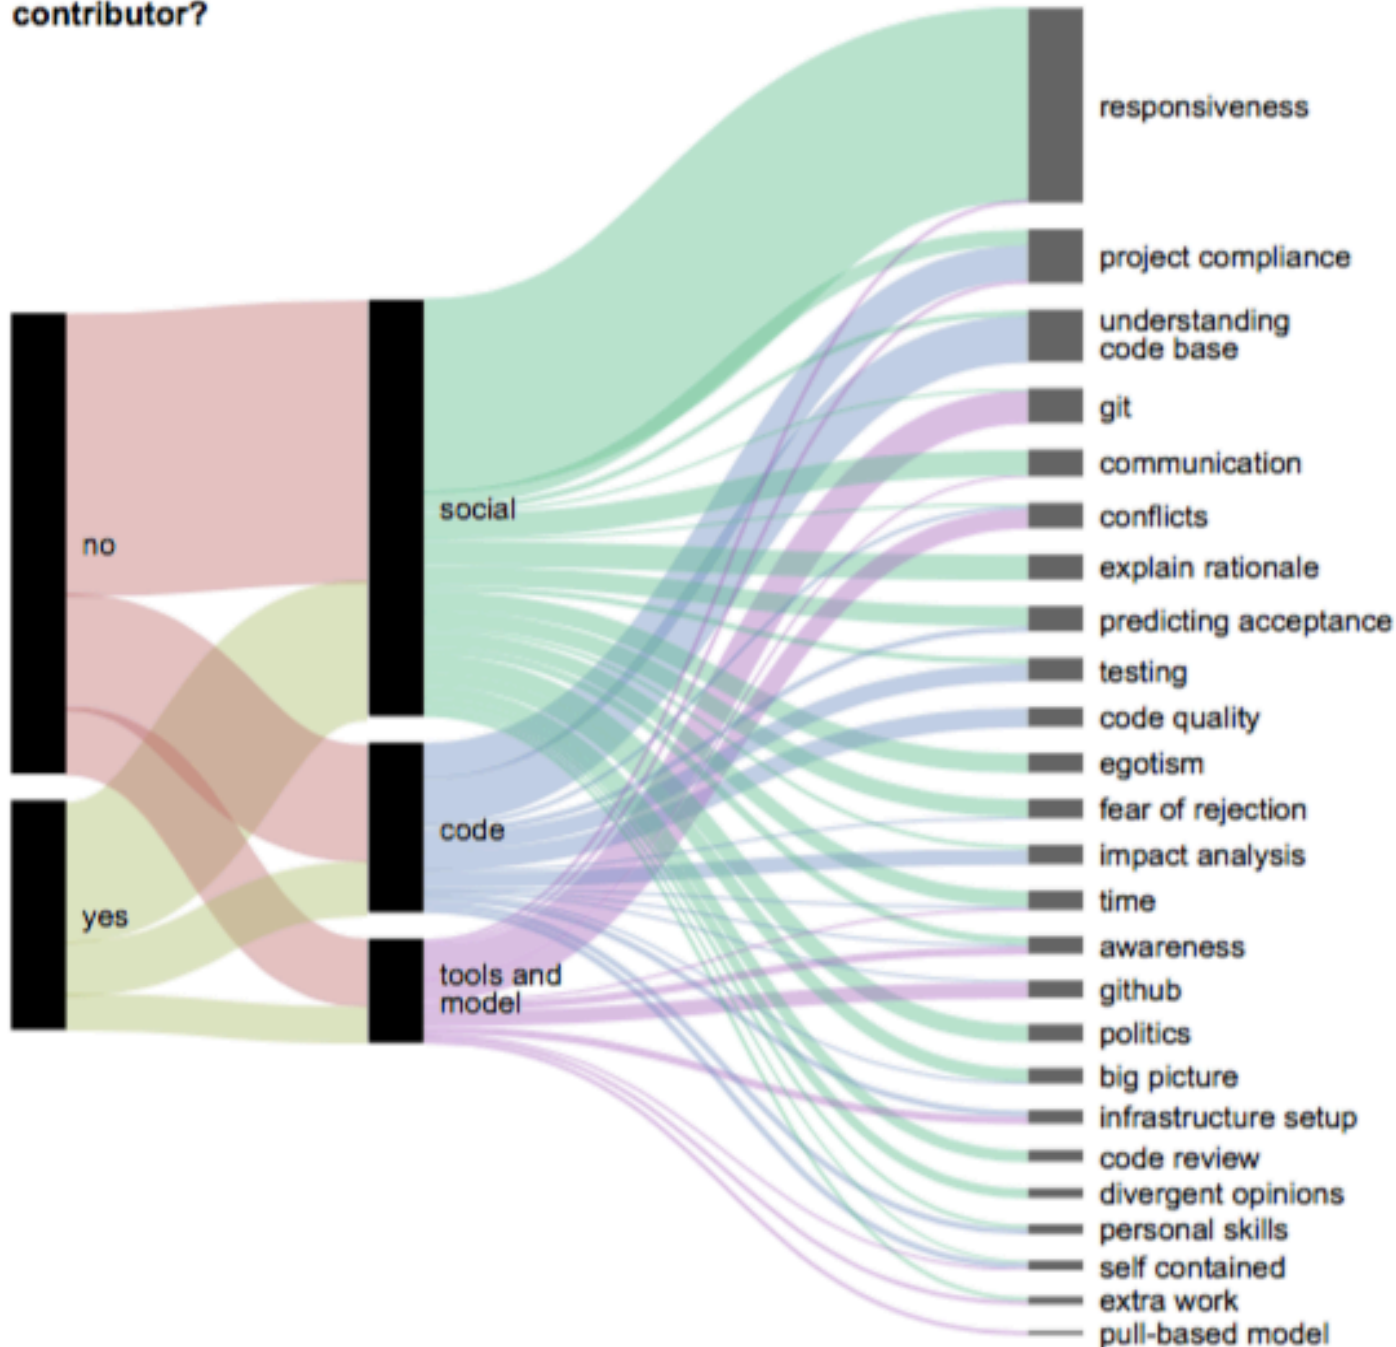 contributor?
no
yes
social
code
tools and
model
responsiveness
project compliance
understanding
code base
git
communication
conflicts
explain rationale
predicting acceptance
testing
code quality
egotism
fear of rejection
impact analysis
time
awareness
github
politics
big picture
infrastructure setup
code review
divergent opinions
personal skills
self contained
extra work
pull-based model